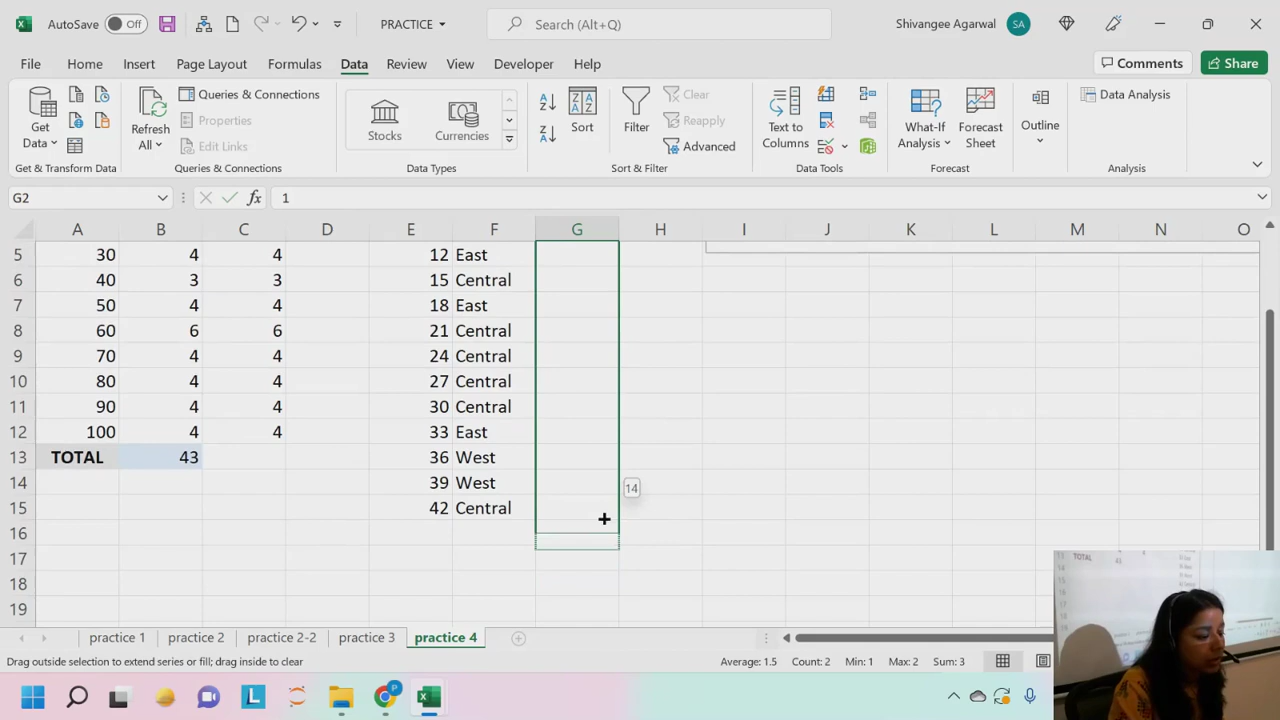 AutoSave Off PRACTICE Search (Alt+Q) Shivangee Agarwal SA
File Home Insert Page Layout Formulas Data Review View Developer Help Comments Share
Get Data Refresh All Queries & Connections Properties Edit Links Stocks Currencies Sort Filter Clear Reapply Advanced Text to Columns What-If Analysis Forecast Sheet Outline Data Analysis
Get & Transform Data Queries & Connections Data Types Sort & Filter Data Tools Forecast Analysis
G2 fx 1
A B C D E F G H I J K L M N O
5 30 4 4 12 East
6 40 3 3 15 Central
7 50 4 4 18 East
8 60 6 6 21 Central
9 70 4 4 24 Central
10 80 4 4 27 Central
11 90 4 4 30 Central
12 100 4 4 33 East
13 TOTAL 43 36 West
14 39 West 14
15 42 Central
16
17
18
19
practice 1 practice 2 practice 2-2 practice 3 practice 4
Drag outside selection to extend series or fill; drag inside to clear Average: 1.5 Count: 2 Min: 1 Max: 2 Sum: 3